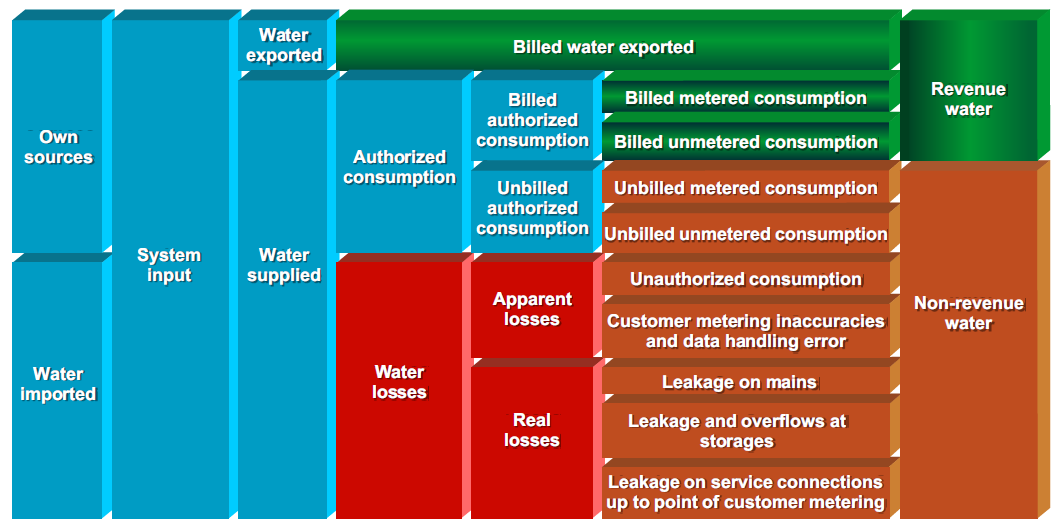 Own
sources
Water
imported
System
input
Water
exported
Water
supplied
Billed water exported
Authorized
consumption
Water
losses
Billed
authorized
consumption
Unbilled
authorized
consumption
Apparent
losses
Real
losses
Billed metered consumption
Billed unmetered consumption
Unbilled metered consumption
Unbilled unmetered consumption
Unauthorized consumption
Customer metering inaccuracies
and data handling error
Leakage on mains
Leakage and overflows at
storages
Leakage on service connections
up to point of customer metering
Revenue
water
Non-revenue
water